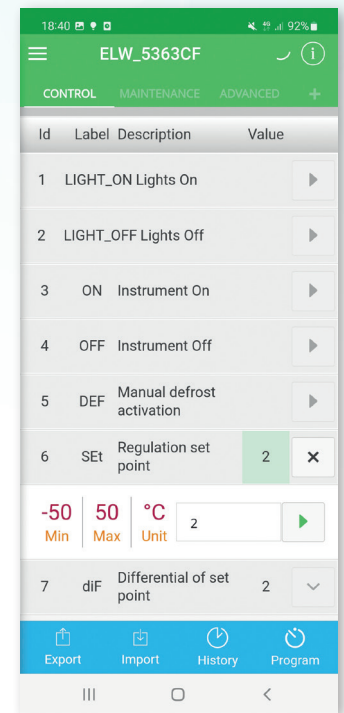 18:40 92%
ELW_5363CF
CONTROL MAINTENANCE ADVANCED +
Id Label Description Value
1 LIGHT_ON Lights On
2 LIGHT_OFF Lights Off
3 ON Instrument On
4 OFF Instrument Off
5 DEF Manual defrost
activation
6 SEt Regulation set
point 2
-50 50 °C 2
Min Max Unit
7 diF Differential of set
point 2
Export Import History Program